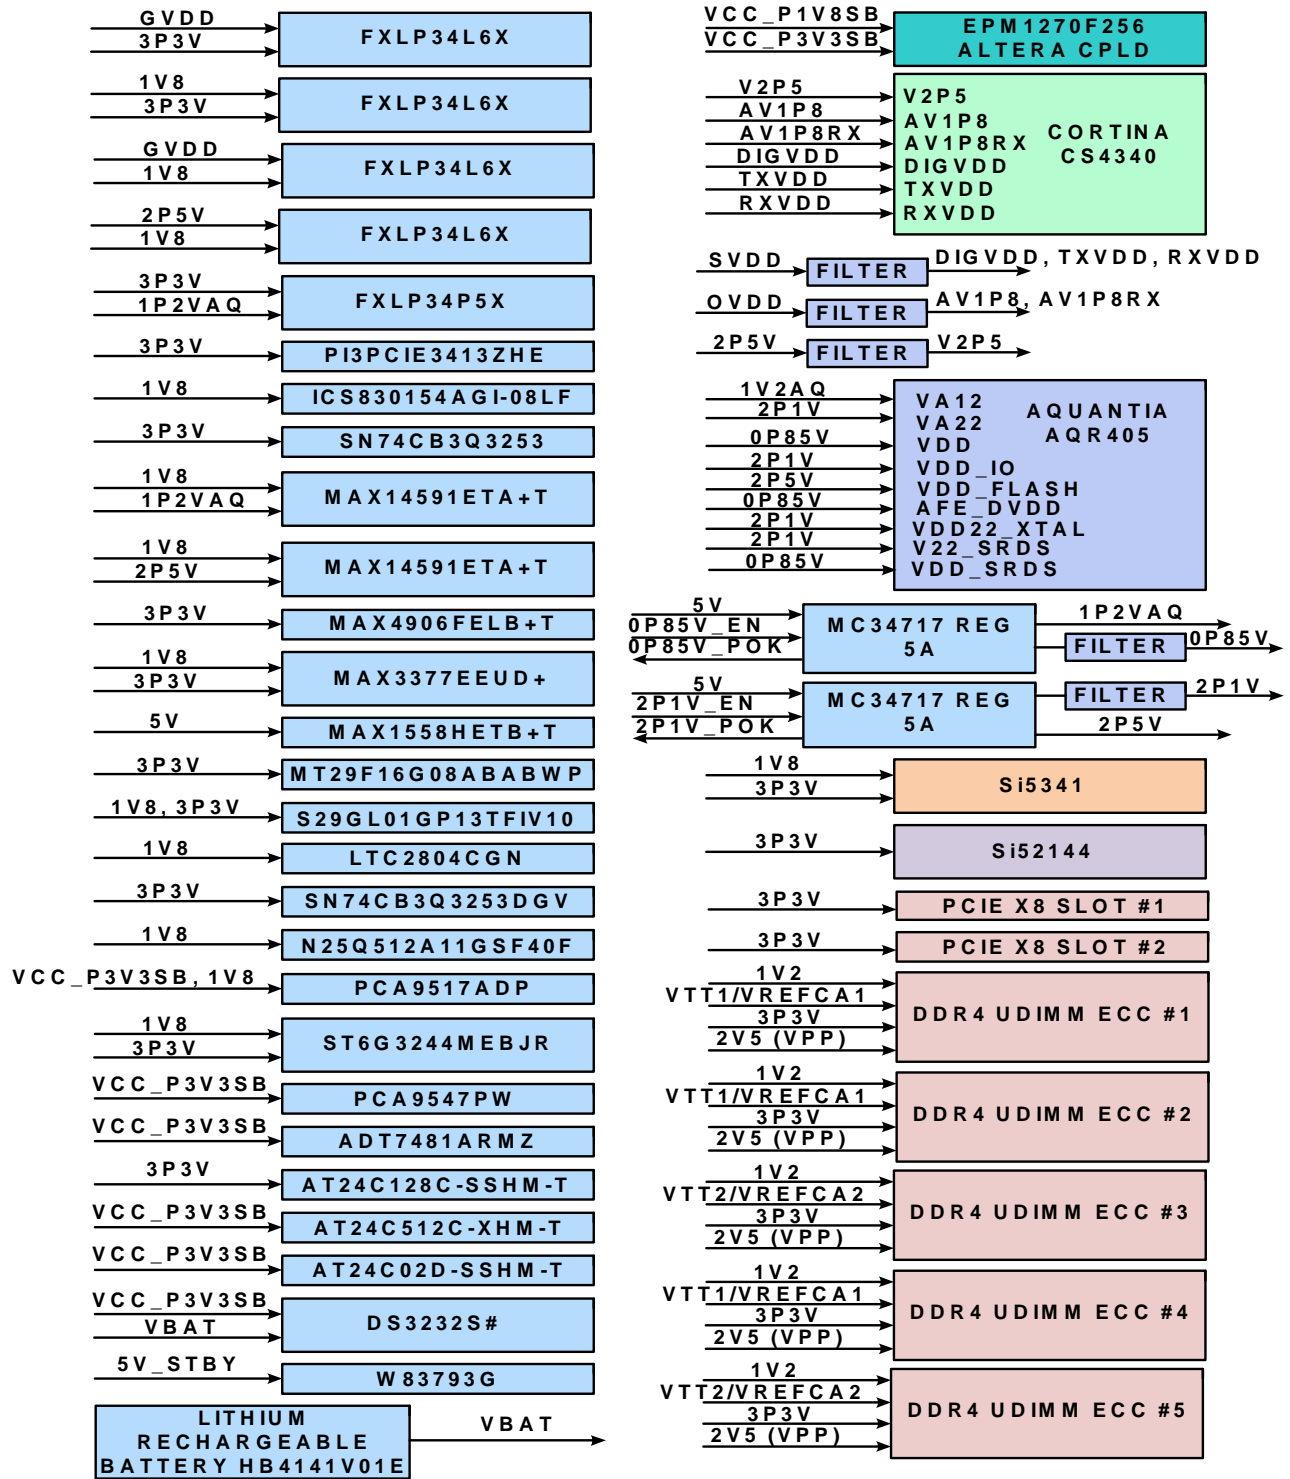 GVDD
3P3V
FXLP34L6X
1V8
3P3V
FXLP34L6X
GVDD
1V8
FXLP34L6X
2P5V
1V8
FXLP34L6X
3P3V
1P2VAQ
FXLP34P5X
3P3V
PI3PCIE3413ZHE
1V8
ICS830154AGI-08LF
3P3V
SN74CB3Q3253
1V8
1P2VAQ
MAX14591ETA+T
1V8
2P5V
MAX14591ETA+T
3P3V
MAX4906FELB+T
1V8
3P3V
MAX3377EEUD+
5V
MAX1558HETB+T
3P3V
MT29F16G08ABABWP
1V8, 3P3V
S29GL01GP13TFIV10
1V8
LTC2804CGN
3P3V
SN74CB3Q3253DGV
1V8
N25Q512A11GSF40F
VCC_P3V3SB, 1V8
PCA9517ADP
1V8
3P3V
ST6G3244MEBJR
VCC_P3V3SB
PCA9547PW
VCC_P3V3SB
ADT7481ARMZ
3P3V
AT24C128C-SSHM-T
VCC_P3V3SB
AT24C512C-XHM-T
VCC_P3V3SB
AT24C02D-SSHM-T
VCC_P3V3SB
VBAT
DS3232S#
5V_STBY
W83793G
LITHIUM
RECHARGEABLE
BATTERY HB4141V01E
VBAT
VCC_P1V8SB
VCC_P3V3SB
EPM1270F256
ALTERA CPLD
V2P5
AV1P8
AV1P8RX
DIGVDD
TXVDD
RXVDD
V2P5
AV1P8
AV1P8RX
DIGVDD
TXVDD
RXVDD
CORTINA
CS4340
SVDD
FILTER
DIGVDD, TXVDD, RXVDD
OVDD
FILTER
AV1P8, AV1P8RX
2P5V
FILTER
V2P5
1V2AQ
2P1V
0P85V
2P1V
2P5V
0P85V
2P1V
2P1V
0P85V
VA12
VA22
VDD
VDD_IO
VDD_FLASH
AFE_DVDD
VDD22_XTAL
V22_SRDS
VDD_SRDS
AQUANTIA
AQR405
5V
0P85V_EN
0P85V_POK
MC34717 REG
5A
1P2VAQ
FILTER
0P85V
5V
2P1V_EN
2P1V_POK
MC34717 REG
5A
FILTER
2P1V
2P5V
1V8
3P3V
Si5341
3P3V
Si52144
3P3V
PCIE X8 SLOT #1
3P3V
PCIE X8 SLOT #2
1V2
VTT1/VREFCA1
3P3V
2V5 (VPP)
DDR4 UDIMM ECC #1
1V2
VTT1/VREFCA1
3P3V
2V5 (VPP)
DDR4 UDIMM ECC #2
1V2
VTT2/VREFCA2
3P3V
2V5 (VPP)
DDR4 UDIMM ECC #3
1V2
VTT1/VREFCA1
3P3V
2V5 (VPP)
DDR4 UDIMM ECC #4
1V2
VTT2/VREFCA2
3P3V
2V5 (VPP)
DDR4 UDIMM ECC #5